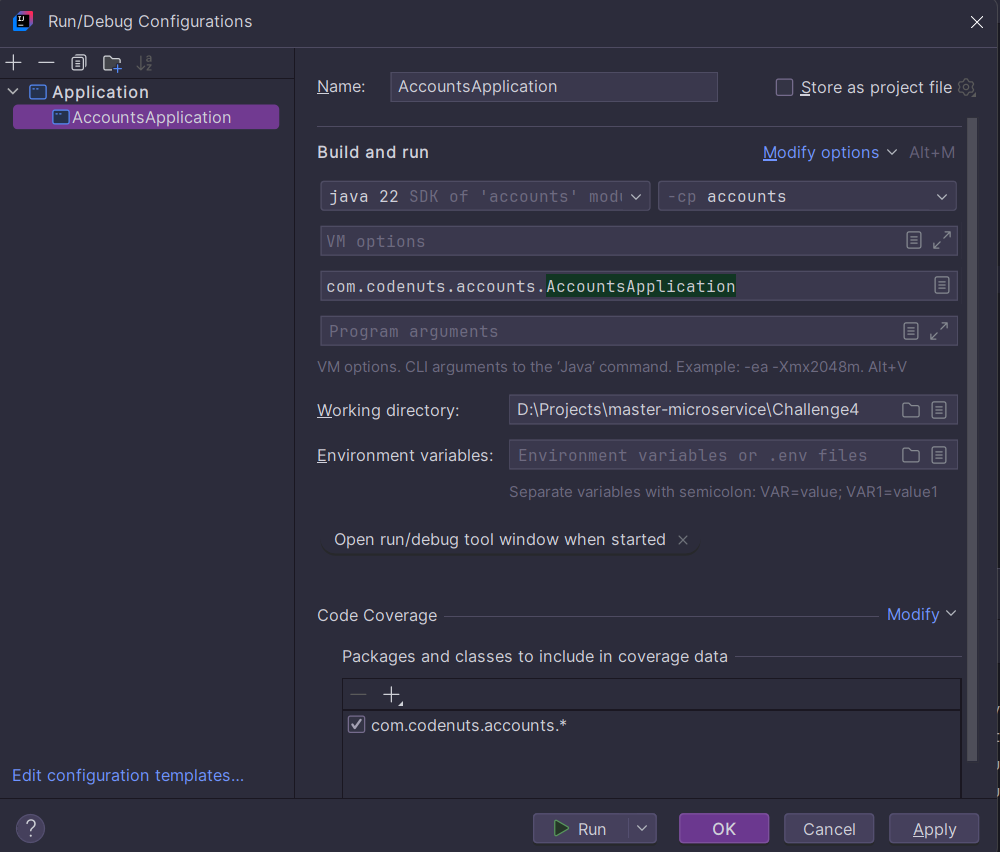 Run/Debug Configurations
Application
AccountsApplication
Name: AccountsApplication Store as project file
Build and run Modify options Alt+M
java 22 SDK of 'accounts' -cp accounts
VM options
com.codenuts.accounts.AccountsApplication
Program arguments
VM options. CLI arguments to the ‘Java’ command. Example: -ea -Xmx2048m. Alt+V
Working directory: D:\Projects\master-microservice\Challenge4
Environment variables: Environment variables or .env files
Separate variables with semicolon: VAR=value; VAR1=value1
Open run/debug tool window when started
Code Coverage Modify
Packages and classes to include in coverage data
com.codenuts.accounts.*
Edit configuration templates...
? Run OK Cancel Apply